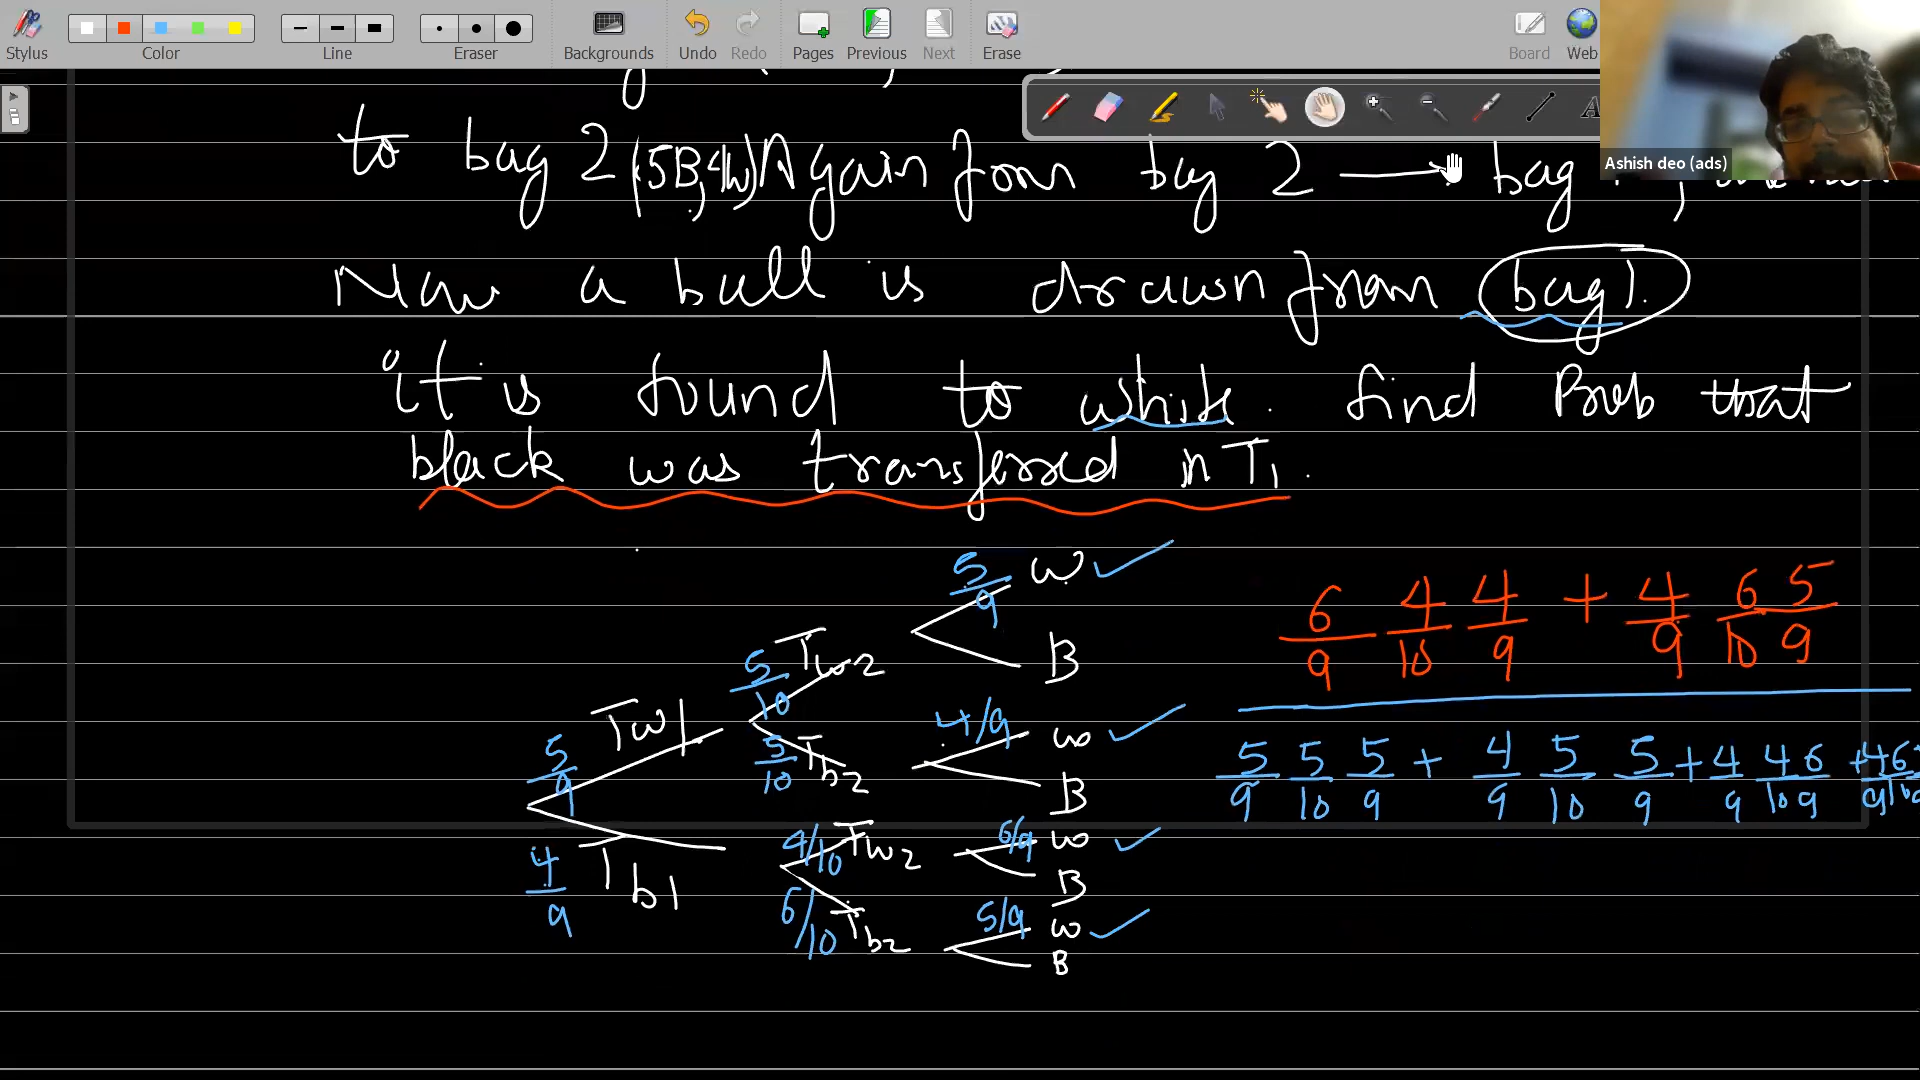 Stylus Color Line Eraser Backgrounds Undo Redo Pages Previous Next Erase Board Web
Ashish deo (ads)
to bag 2 (5B,4W) Again from bag 2 → bag
Now a ball is drawn from bag 1.
it is found to white. find Prob that
black was transferred in T1.
5/9 W
B
Tw1 5/9
5/10 Tw2
5/10 Tb2
4/9 W
B
4/9 Tb1
4/10 Tw2
6/9 W
B
6/10 Tb2
5/9 W
B
6/9 4/10 4/9 + 4/9 6/10 5/9
5/9 5/10 5/9 + 4/9 5/10 5/9 + 4/9 4/10 6/9 + 4/9 6/10